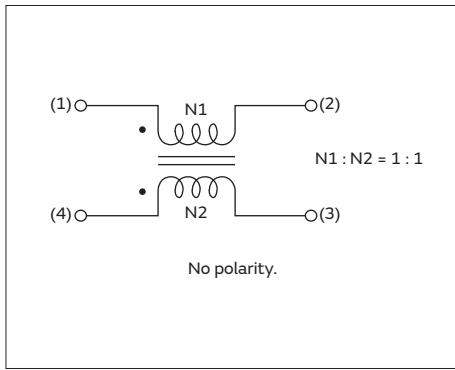 (1) N1 (2)
N1 : N2 = 1 : 1
(4) N2 (3)
No polarity.